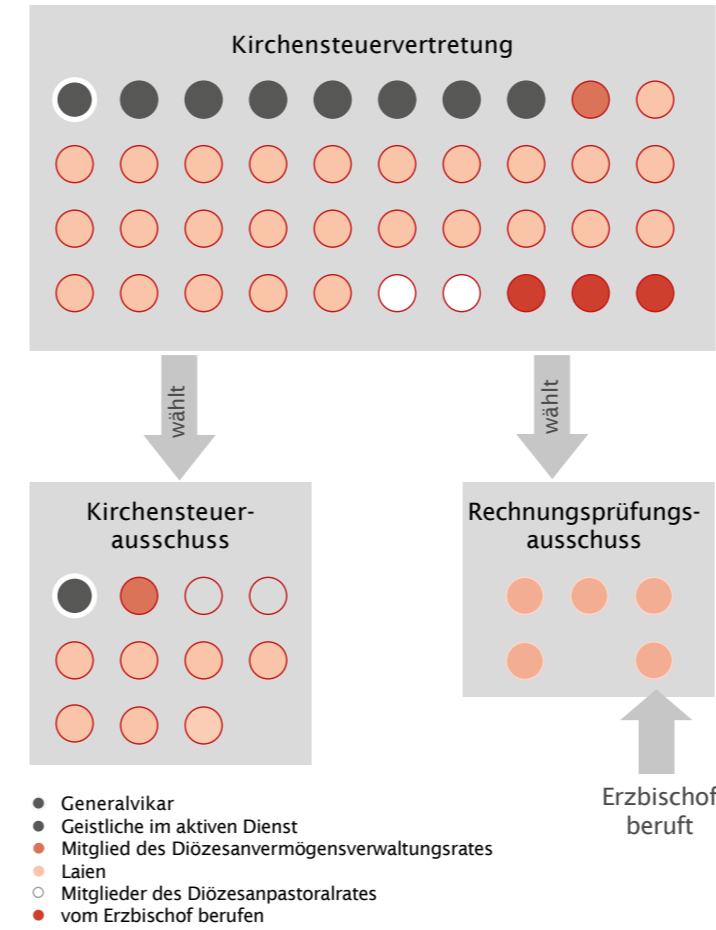 Kirchensteuervertretung
wählt
wählt
Kirchensteuer-
ausschuss
Rechnungsprüfungs-
ausschuss
Erzbischof
beruft
Generalvikar
Geistliche im aktiven Dienst
Mitglied des Diözesanvermögensverwaltungsrates
Laien
Mitglieder des Diözesanpastoralrates
vom Erzbischof berufen